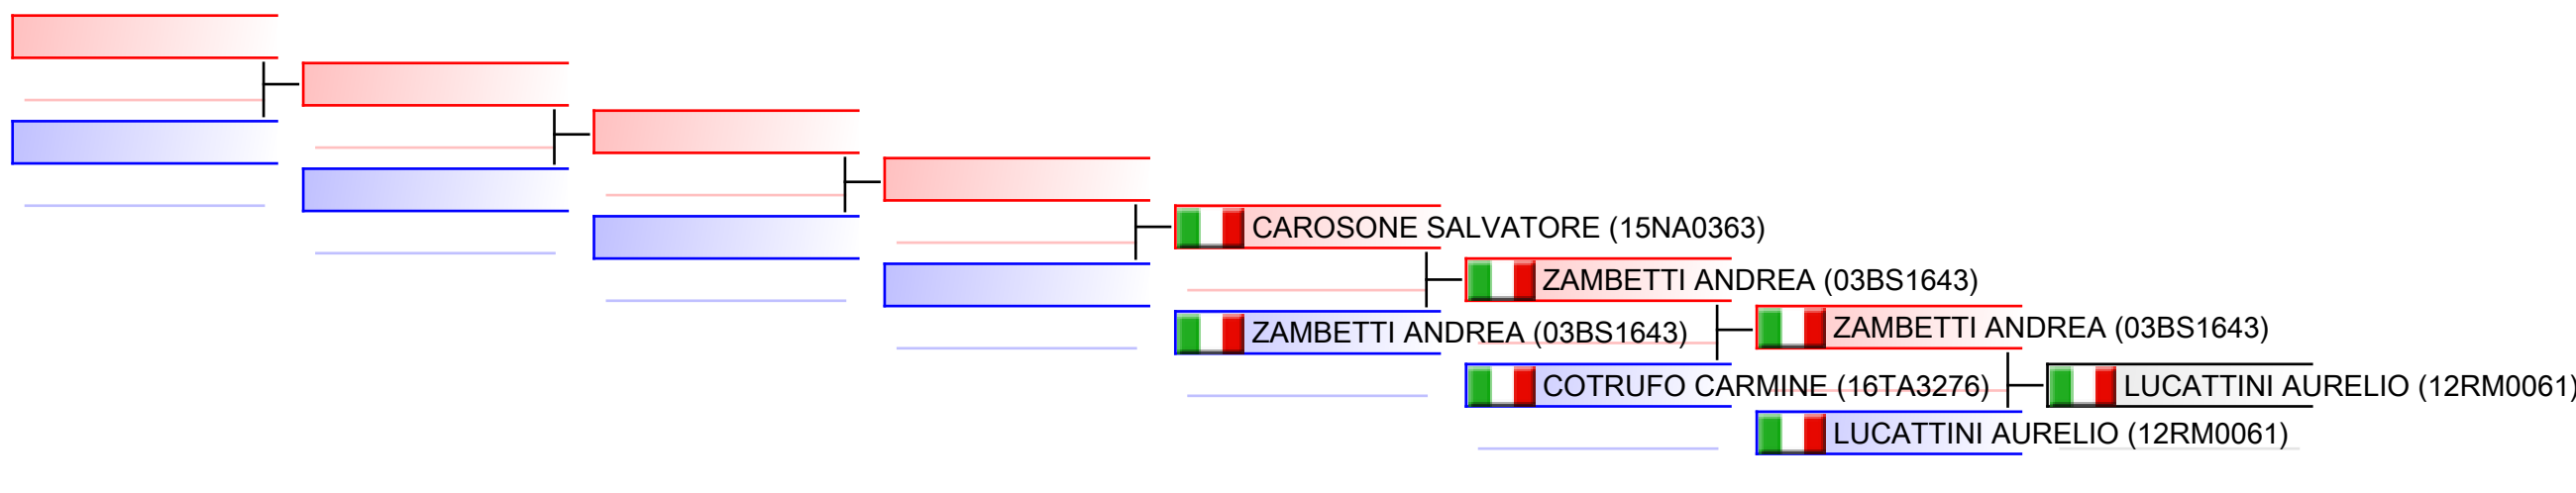 CAROSONE SALVATORE (15NA0363)
ZAMBETTI ANDREA (03BS1643)
ZAMBETTI ANDREA (03BS1643)
ZAMBETTI ANDREA (03BS1643)
COTRUFO CARMINE (16TA3276)
LUCATTINI AURELIO (12RM0061)
LUCATTINI AURELIO (12RM0061)